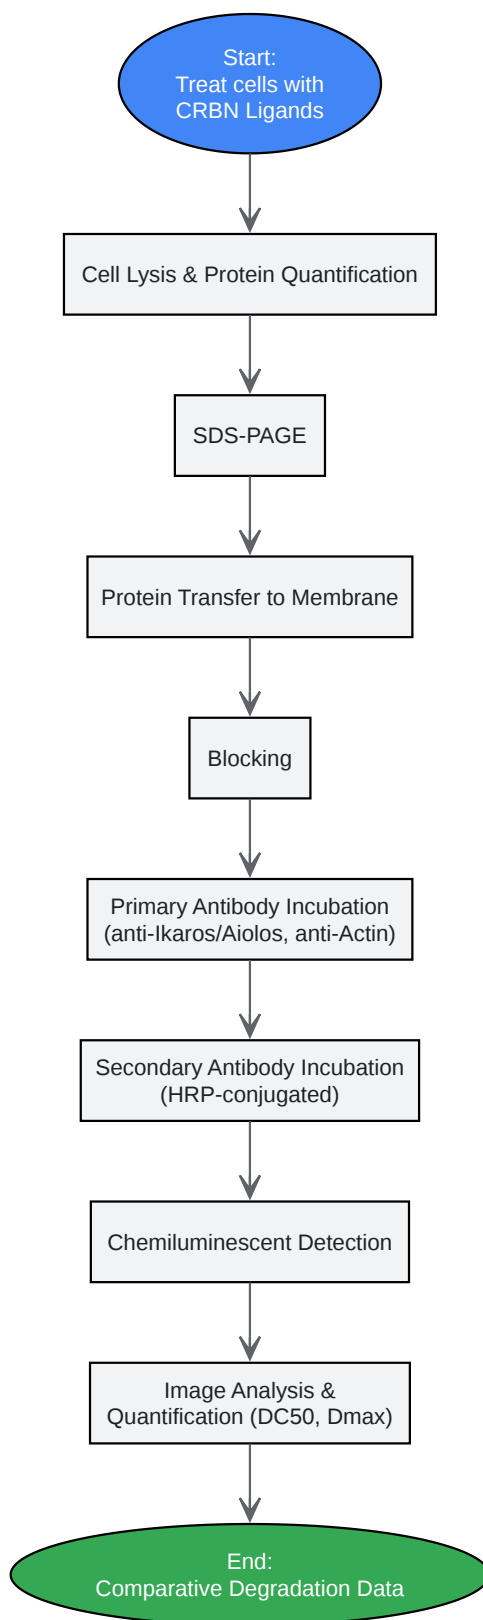 Start:
Treat cells with
CRBN Ligands
Cell Lysis & Protein Quantification
SDS-PAGE
Protein Transfer to Membrane
Blocking
Primary Antibody Incubation
(anti-Ikaros/Aiolos, anti-Actin)
Secondary Antibody Incubation
(HRP-conjugated)
Chemiluminescent Detection
Image Analysis &
Quantification (DC50, Dmax)
End:
Comparative Degradation Data